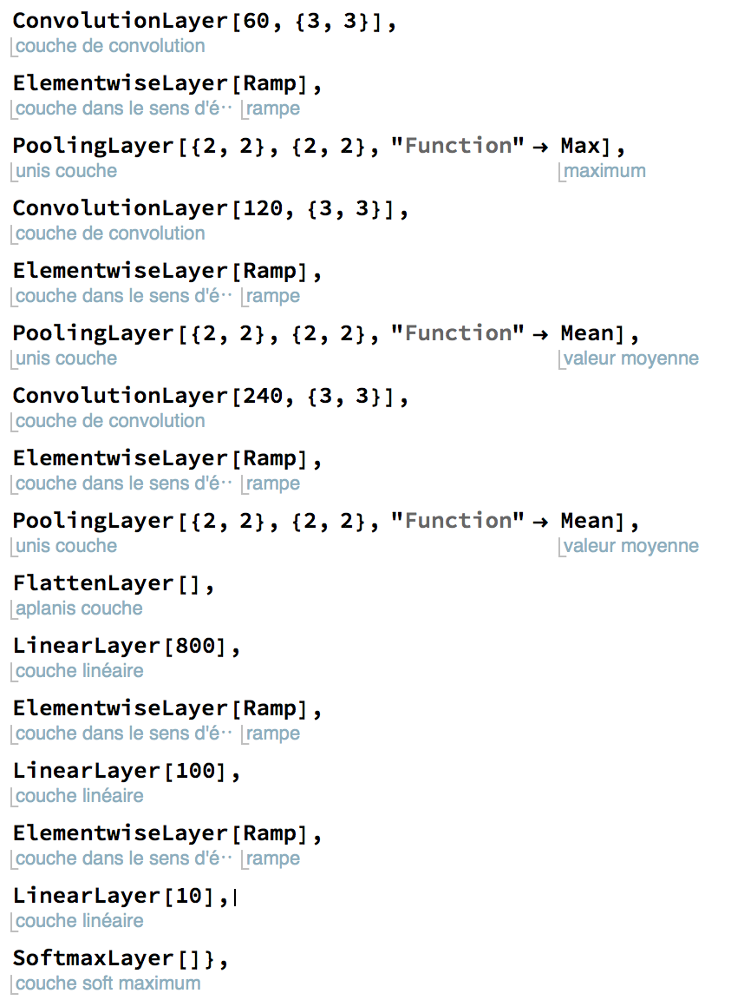 ConvolutionLayer[60, {3, 3}],
couche de convolution
ElementwiseLayer[Ramp],
couche dans le sens d'é·· rampe
PoolingLayer[{2, 2}, {2, 2}, "Function" → Max],
unis couche maximum
ConvolutionLayer[120, {3, 3}],
couche de convolution
ElementwiseLayer[Ramp],
couche dans le sens d'é·· rampe
PoolingLayer[{2, 2}, {2, 2}, "Function" → Mean],
unis couche valeur moyenne
ConvolutionLayer[240, {3, 3}],
couche de convolution
ElementwiseLayer[Ramp],
couche dans le sens d'é·· rampe
PoolingLayer[{2, 2}, {2, 2}, "Function" → Mean],
unis couche valeur moyenne
FlattenLayer[],
aplanis couche
LinearLayer[800],
couche linéaire
ElementwiseLayer[Ramp],
couche dans le sens d'é·· rampe
LinearLayer[100],
couche linéaire
ElementwiseLayer[Ramp],
couche dans le sens d'é·· rampe
LinearLayer[10],
couche linéaire
SoftmaxLayer[]},
couche soft maximum